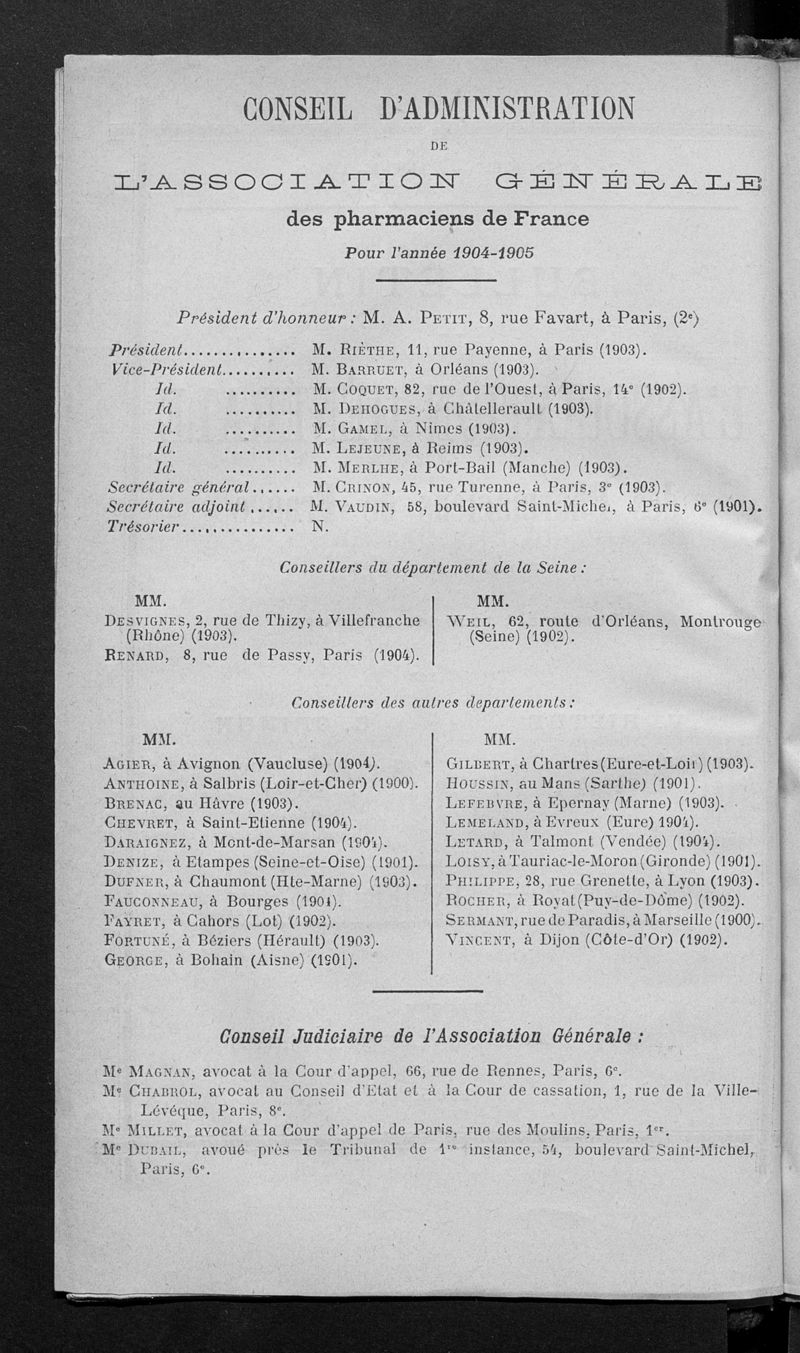 CONSEIL D'ADMINISTRATION
DE
L'ASSOCIATION GÉNÉRALE
des pharmaciens de France
Pour l'année 1904-1905
Président d'honneur : M. A. PETIT, 8, rue Favart, à Paris, (2e)
Président............... M. RIÈTHE, 11, rue Payenne, à Paris (1903).
Vice-Président.......... M. BARRUET, à Orléans (1903).
Id. .......... M. COQUET, 82, rue de l'Ouest, à Paris, 14e (1902).
Id. .......... M. DEHOGUES, à Châtellerault (1903).
Id. .......... M. GAMEL, à Nimes (1903).
Id. .......... M. LEJEUNE, à Reims (1903).
Id. .......... M. MERLHE, à Port-Bail (Manche) (1903).
Secrétaire général...... M. CRINON, 45, rue Turenne, à Paris, 3e (1903).
Secrétaire adjoint...... M. VAUDIN, 58, boulevard Saint-Michel, à Paris, 6e (1901).
Trésorier............... N.
Conseillers du département de la Seine :
MM.
DESVIGNES, 2, rue de Thizy, à Villefranche
(Rhône) (1903).
RENARD, 8, rue de Passy, Paris (1904).
MM.
WEIL, 62, route d'Orléans, Montrouge
(Seine) (1902).
Conseillers des autres departements :
MM.
AGIER, à Avignon (Vaucluse) (1904).
ANTHOINE, à Salbris (Loir-et-Cher) (1900).
BRENAC, au Hâvre (1903).
CHEVRET, à Saint-Etienne (1904).
DARAIGNEZ, à Mont-de-Marsan (1904).
DENIZE, à Etampes (Seine-et-Oise) (1901).
DUFNER, à Chaumont (Hte-Marne) (1903).
FAUCONNEAU, à Bourges (1904).
FAYRET, à Cahors (Lot) (1902).
FORTUNÉ, à Béziers (Hérault) (1903).
GEORGE, à Bohain (Aisne) (1901).
MM.
GILBERT, à Chartres (Eure-et-Loir) (1903).
HOUSSIN, au Mans (Sarthe) (1901).
LEFEBVRE, à Epernay (Marne) (1903).
LEMELAND, à Evreux (Eure) 1904).
LETARD, à Talmont (Vendée) (1904).
LOISY, à Tauriac-le-Moron (Gironde) (1901).
PHILIPPE, 28, rue Grenette, à Lyon (1903).
ROCHER, à Royat (Puy-de-Dôme) (1902).
SERMANT, rue de Paradis, à Marseille (1900).
VINCENT, à Dijon (Côte-d'Or) (1902).
Conseil Judiciaire de l'Association Générale :
Me MAGNAN, avocat à la Cour d'appel, 66, rue de Rennes, Paris, 6e.
Me CHABROL, avocat au Conseil d'Etat et à la Cour de cassation, 1, rue de la Ville-
Lévéque, Paris, 8e.
Me MILLET, avocat à la Cour d'appel de Paris, rue des Moulins, Paris, 1er.
Me DUBAIL, avoué près le Tribunal de 1re instance, 54, boulevard Saint-Michel,
Paris, 6e.